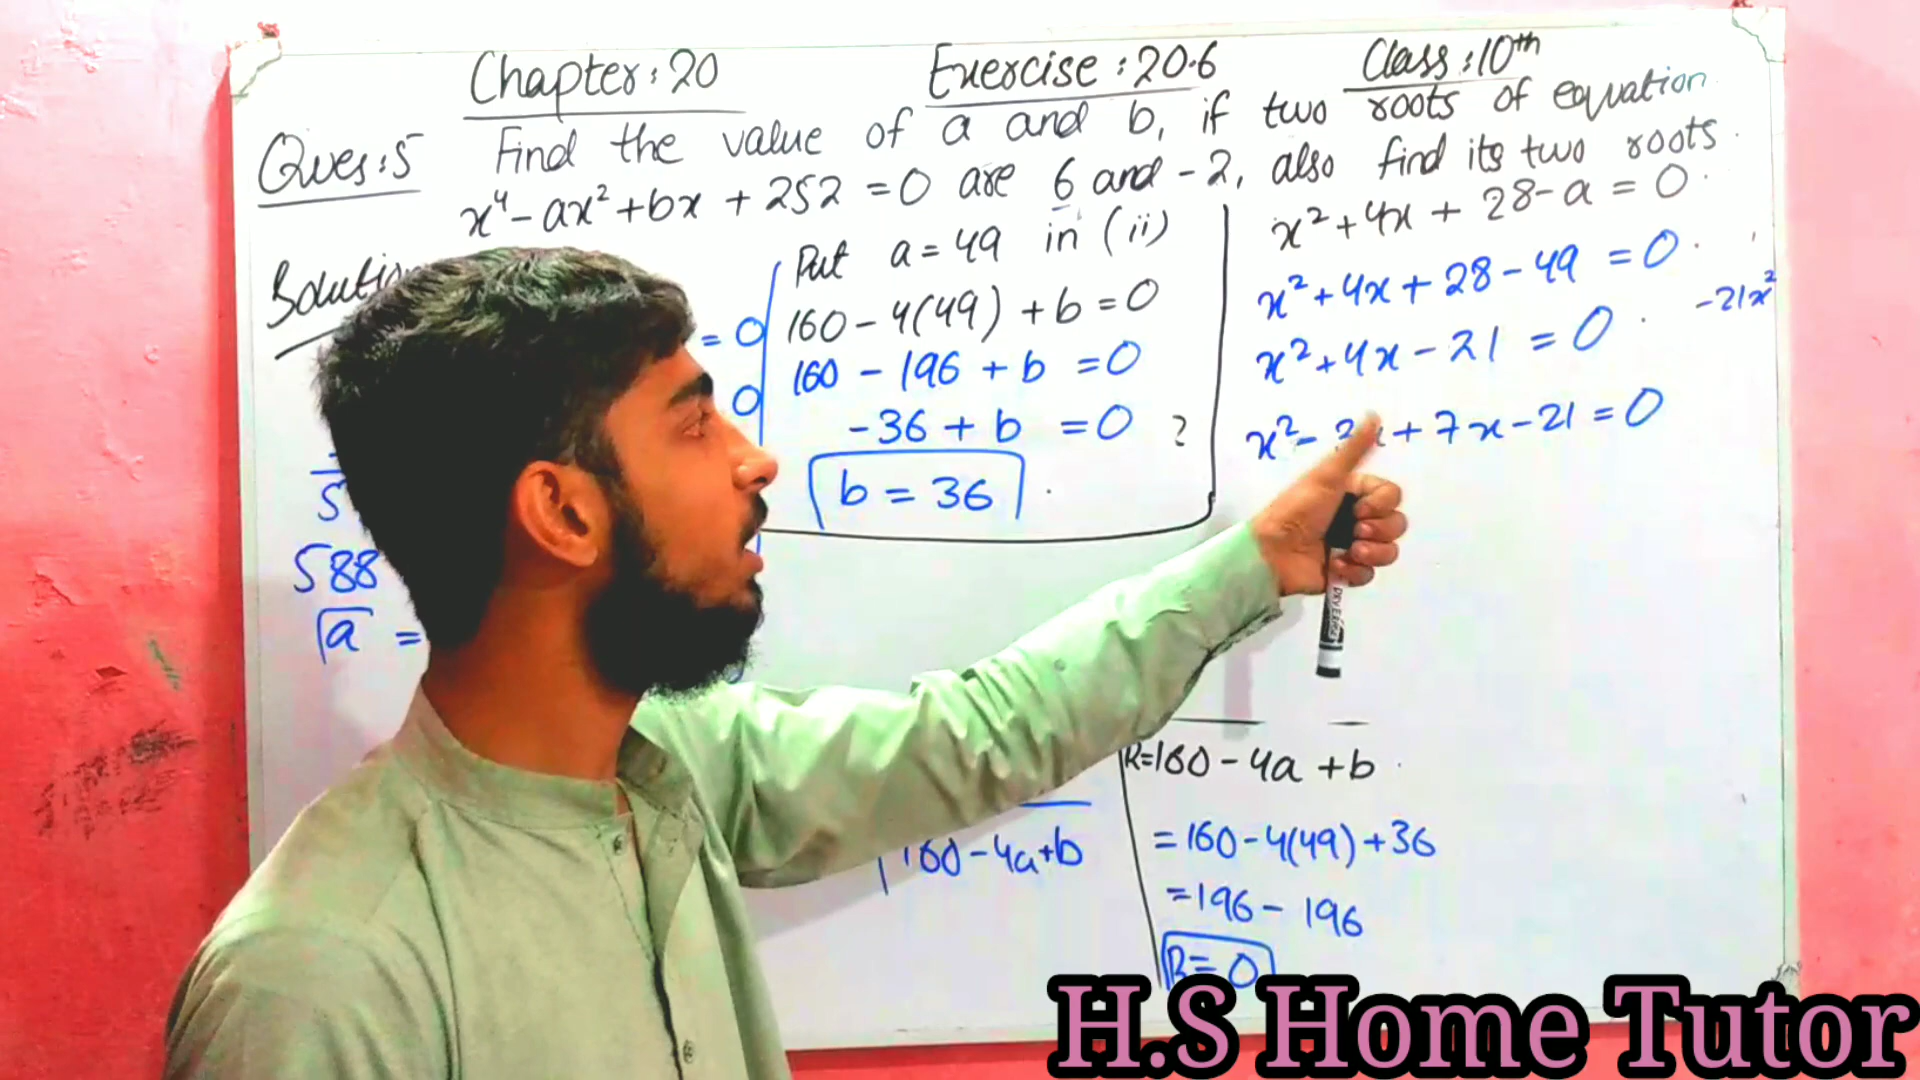 Chapter: 20 Exercise: 20.6 Class: 10th
Ques: 5 Find the value of a and b, if two roots of equation
x⁴ - ax² + bx + 252 = 0 are 6 and -2, also find its two roots.
= 0
0
588
a =
Put a = 49 in (ii)
160 - 4(49) + b = 0
160 - 196 + b = 0
-36 + b = 0 ?
b = 36
x² + 4x + 28 - a = 0
x² + 4x + 28 - 49 = 0
-21x²
x² + 4x - 21 = 0
x² - 3x + 7x - 21 = 0
DRY ERASE
160 - 4a + b
R = 160 - 4a + b
= 160 - 4(49) + 36
= 196 - 196
R = 0
H.S Home Tutor